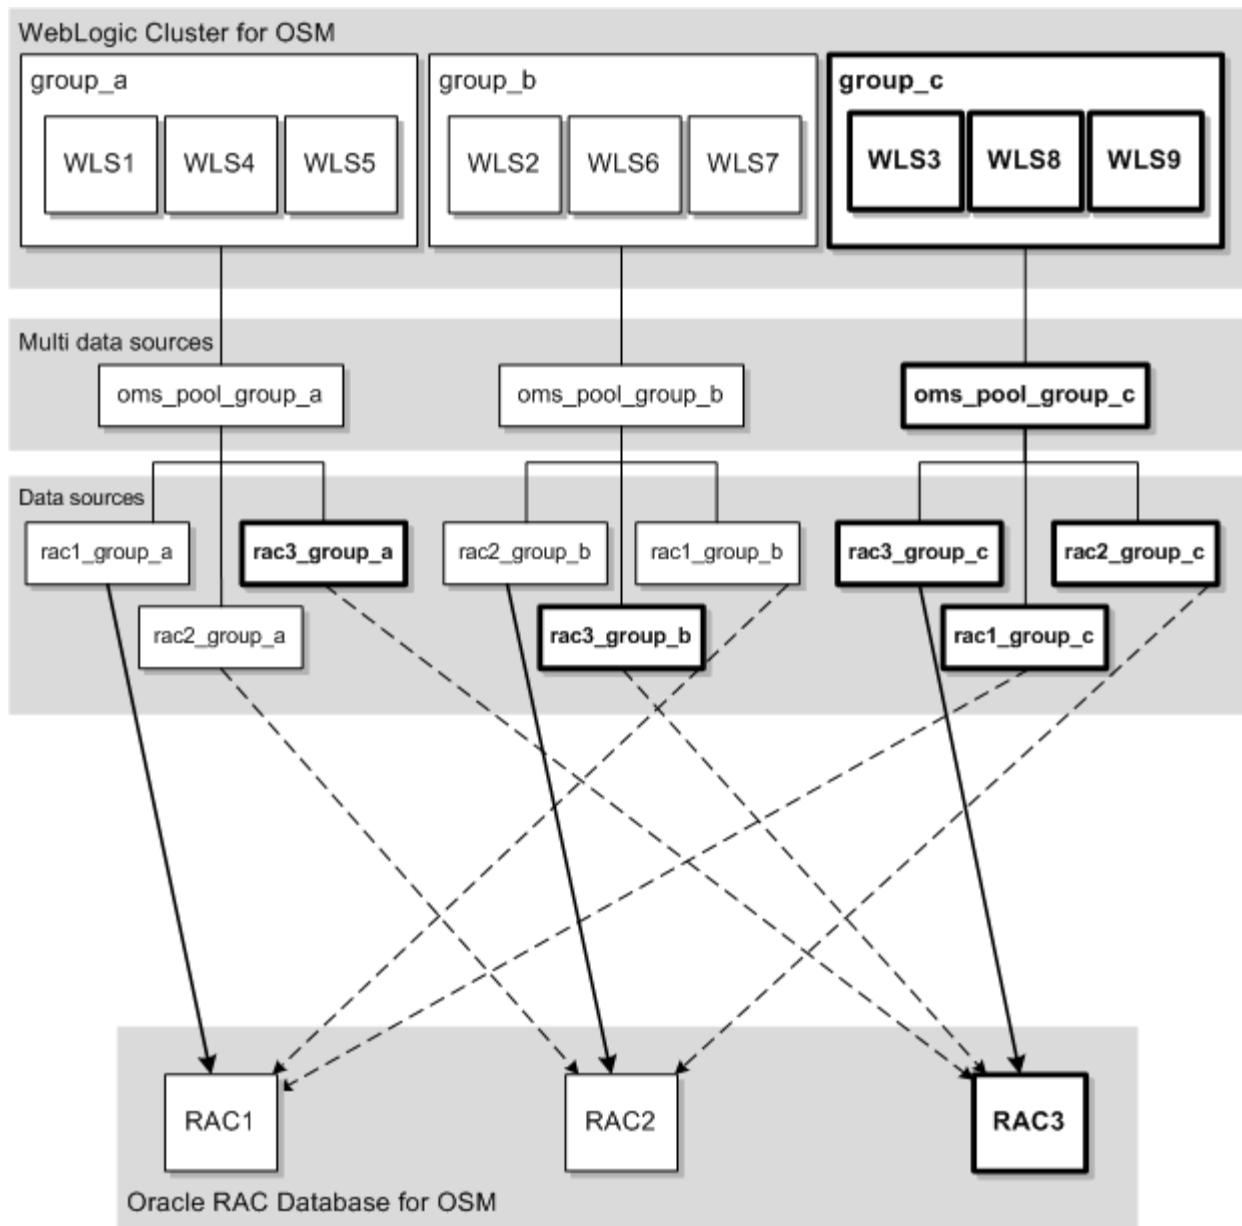 WebLogic Cluster for OSM
group_a
group_b
group_c
WLS1
WLS4
WLS5
WLS2
WLS6
WLS7
WLS3
WLS8
WLS9
Multi data sources
oms_pool_group_a
oms_pool_group_b
oms_pool_group_c
Data sources
rac1_group_a
rac3_group_a
rac2_group_b
rac1_group_b
rac3_group_c
rac2_group_c
rac2_group_a
rac3_group_b
rac1_group_c
RAC1
RAC2
RAC3
Oracle RAC Database for OSM